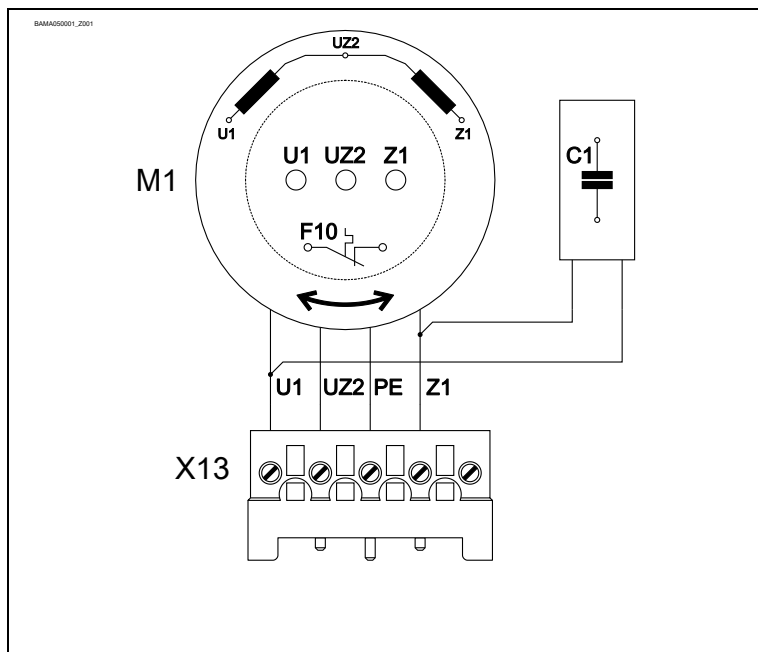 BAMA050001_Z001
UZ2
U1
Z1
U1 UZ2 Z1
C1
M1
F10
U1 UZ2 PE Z1
X13